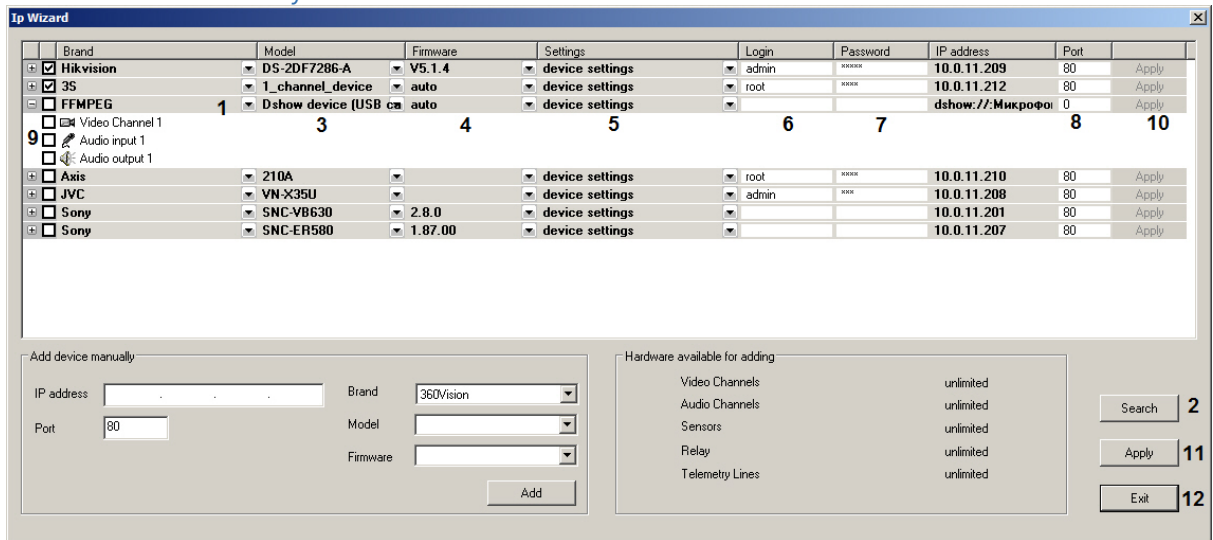 Ip Wizard
Brand Model Firmware Settings Login Password IP address Port
Hikvision DS-2DF7286-A V5.1.4 device settings admin ××××× 10.0.11.209 80 Apply
3S 1_channel_device auto device settings root ×××× 10.0.11.212 80 Apply
FFMPEG 1 Dshow device (USB ca auto device settings dshow://:Микрофо 0 Apply
Video Channel 1 3 4 5 6 7 8 10
9 Audio input 1
Audio output 1
Axis 210A device settings root ×××× 10.0.11.210 80 Apply
JVC VN-X35U device settings admin ××× 10.0.11.208 80 Apply
Sony SNC-VB630 2.8.0 device settings 10.0.11.201 80 Apply
Sony SNC-ER580 1.87.00 device settings 10.0.11.207 80 Apply
Add device manually
IP address . . .
Port 80
Brand 360Vision
Model
Firmware
Add
Hardware available for adding
Video Channels unlimited
Audio Channels unlimited
Sensors unlimited
Relay unlimited
Telemetry Lines unlimited
Search 2
Apply 11
Exit 12